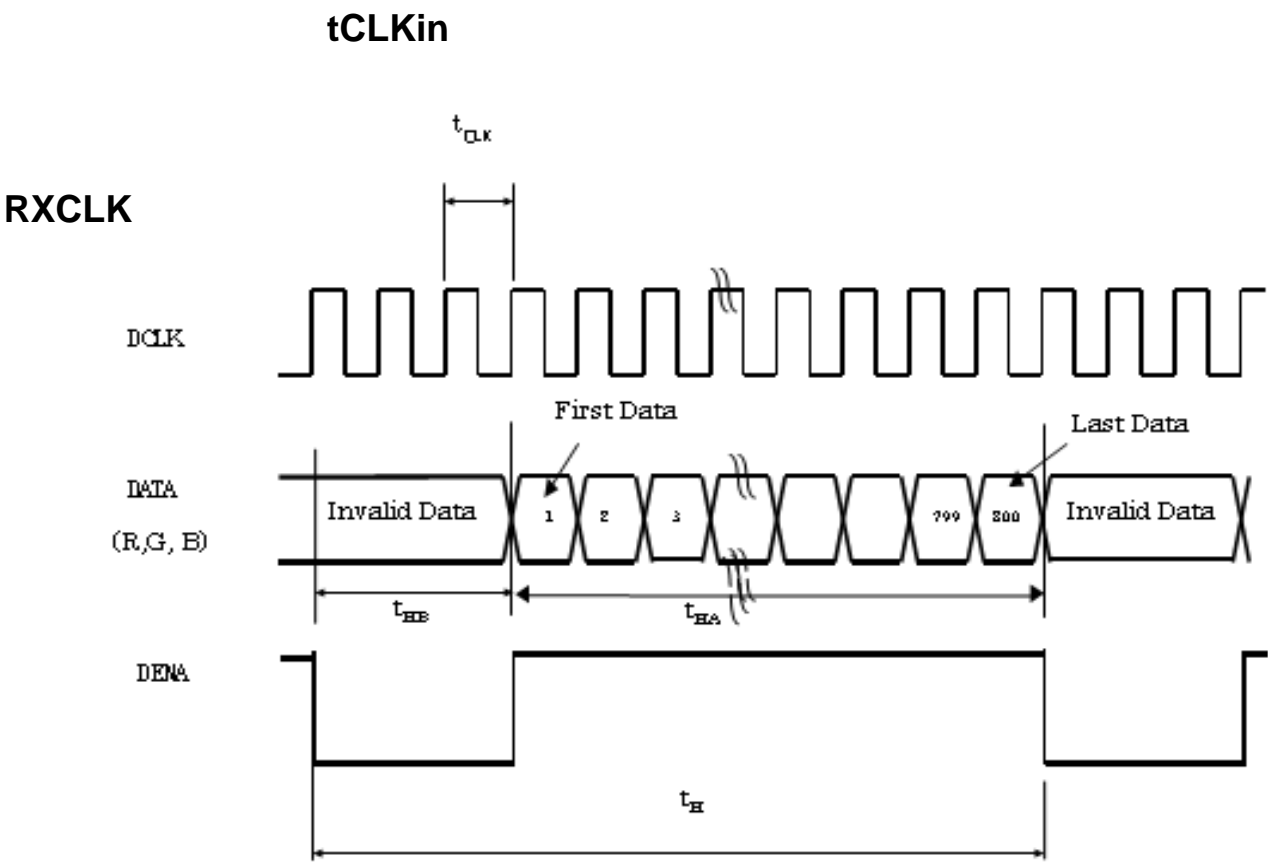 tCLKin
tCLK
RXCLK
DCLK
First Data
Last Data
DATA
(R,G, B)
Invalid Data
1
2
3
799
800
Invalid Data
tHB
tHA
DENA
tH